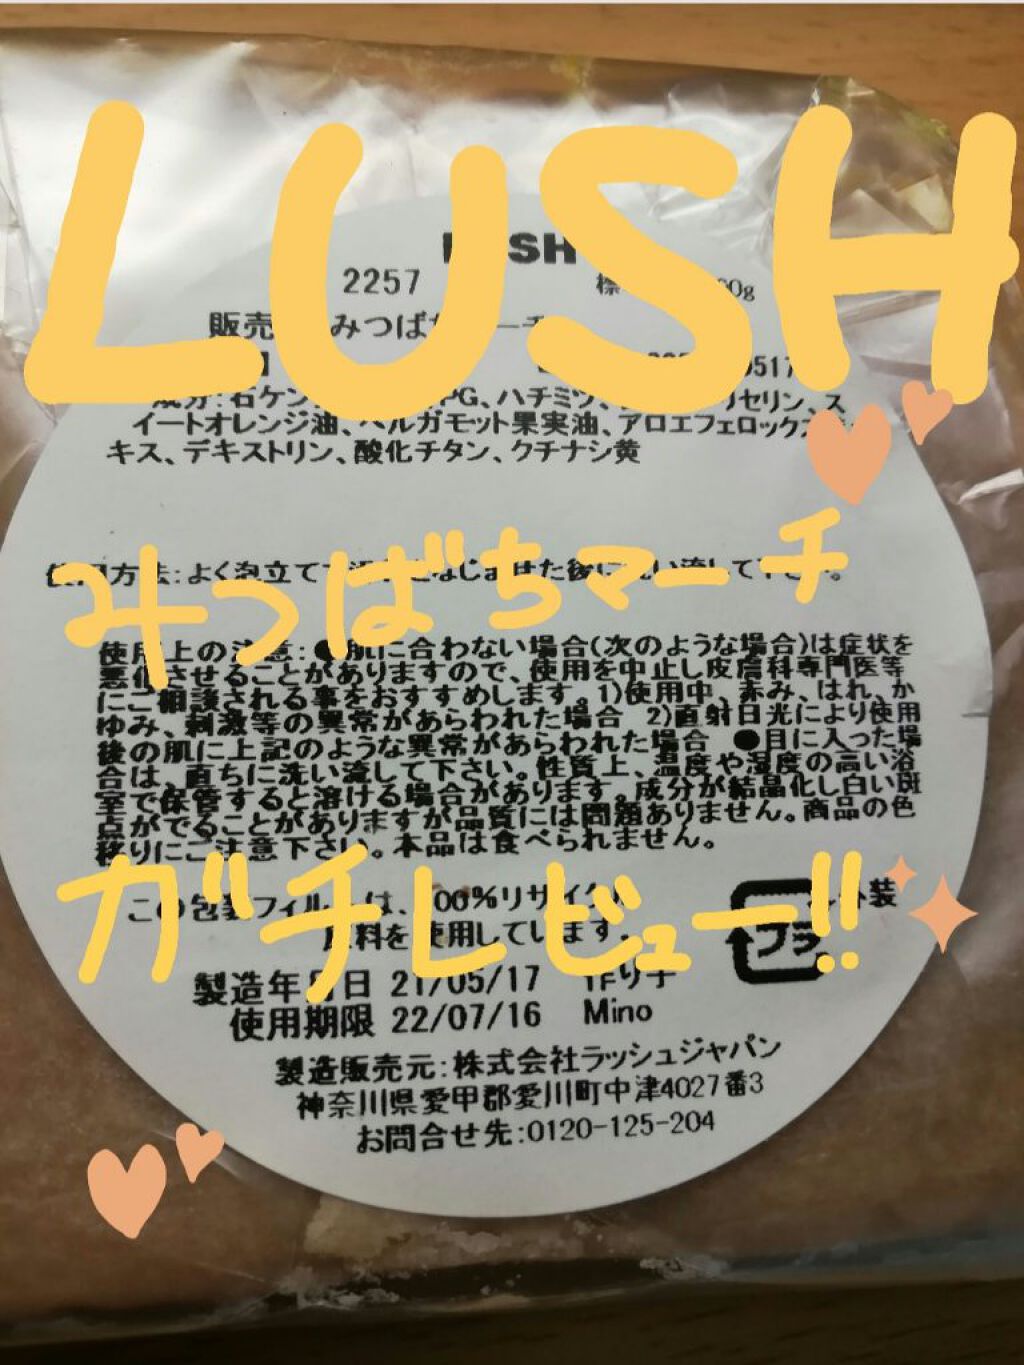 LUSH
2257
販売 みつば
成分:石ケン PG、ハチミツ、 リセリン、ス
イートオレンジ油、ベルガモット果実油、アロエフェロックス
キス、デキストリン、酸化チタン、クチナシ黄
みつばちマーチ
方法:よく泡立て
使用上の注意:●肌に合わない場合(次のような場合)は症状を
悪化させることがありますので、使用を中止し皮膚科専門医等
にご相談される事をおすすめします。1)使用中、赤み、はれ、か
ゆみ、刺激等の異常があらわれた場合 2)直射日光により使用
後の肌に上記のような異常があらわれた場合 ●目に入った場
合は、直ちに洗い流して下さい。性質上、温度や湿度の高い浴
室で保管すると溶ける場合があります。成分が結晶化し白い斑
点がでることがありますが品質には問題ありません。商品の色
移りにご注意下さい。本品は食べられません。
ガチレビュー!!
この包装フィルムは、100%リサイクル
原料を使用しています。
プラ
製造年月日 21/05/17 作り手
使用期限 22/07/16 Mino
製造販売元:株式会社ラッシュジャパン
神奈川県愛甲郡愛川町中津4027番3
お問合せ先:0120-125-204